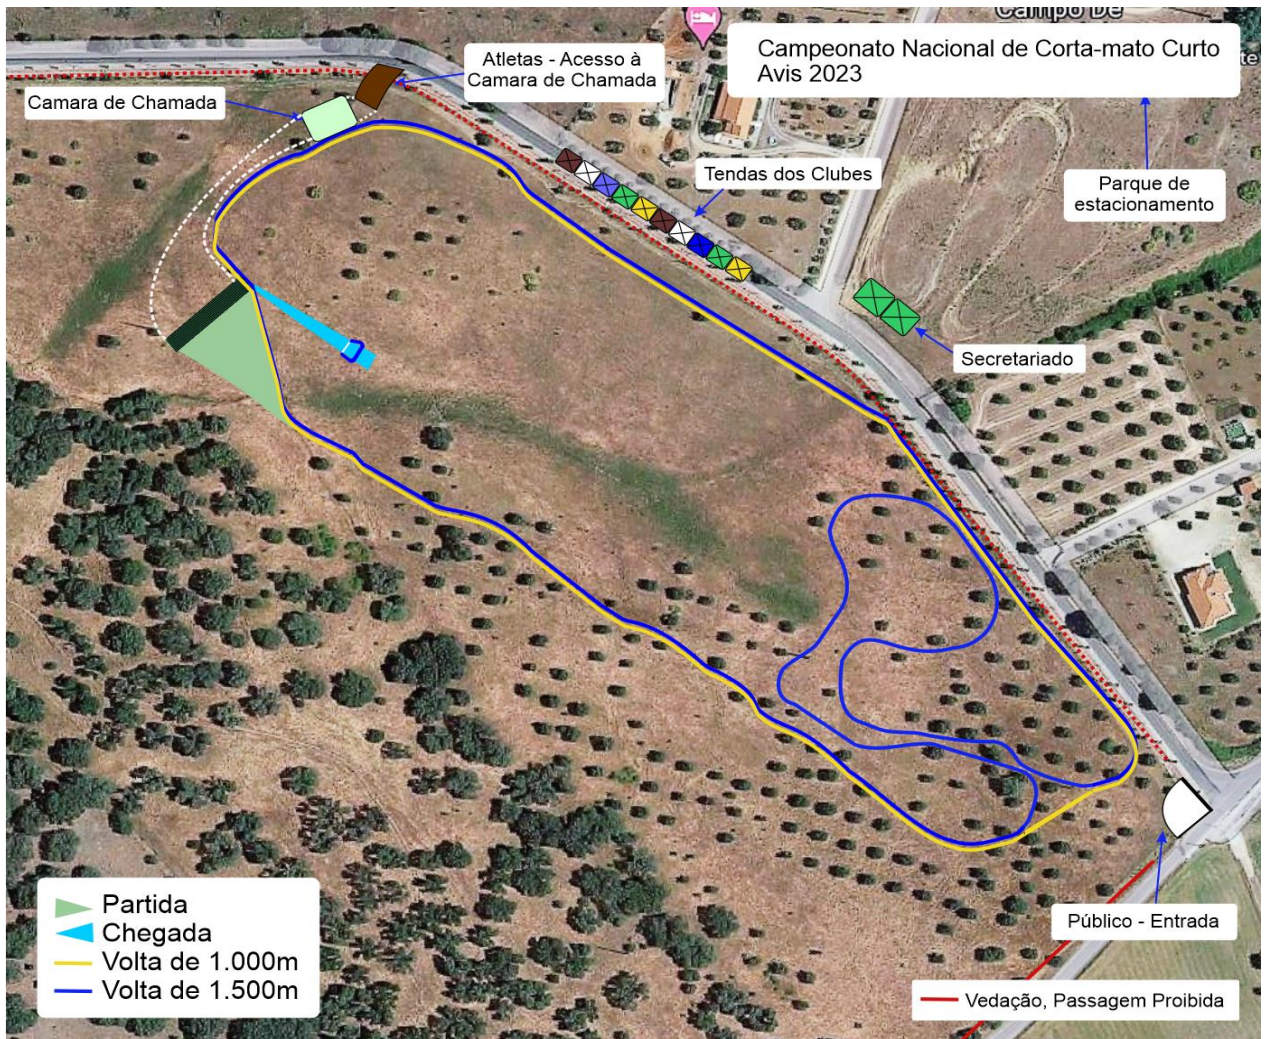 Campo De
Campeonato Nacional de Corta-mato Curto
Avis 2023
Atletas - Acesso à
Camara de Chamada
Camara de Chamada
Tendas dos Clubes
Parque de
estacionamento
Secretariado
Partida
Chegada
Volta de 1.000m
Volta de 1.500m
Público - Entrada
Vedação, Passagem Proibida